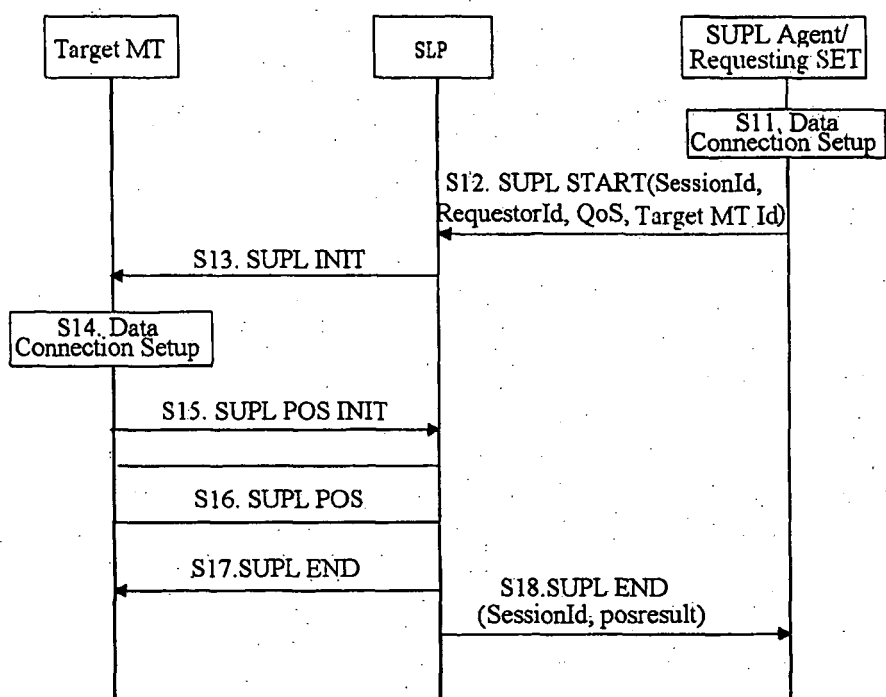 Target MT
SLP
SUPL Agent/
Requesting SET
S11. Data
Connection Setup
S12. SUPL START(SessionId,
RequestorId, QoS, Target MT Id)
S13. SUPL INIT
S14. Data
Connection Setup
S15. SUPL POS INIT
S16. SUPL POS
S17.SUPL END
S18.SUPL END
(SessionId, posresult)